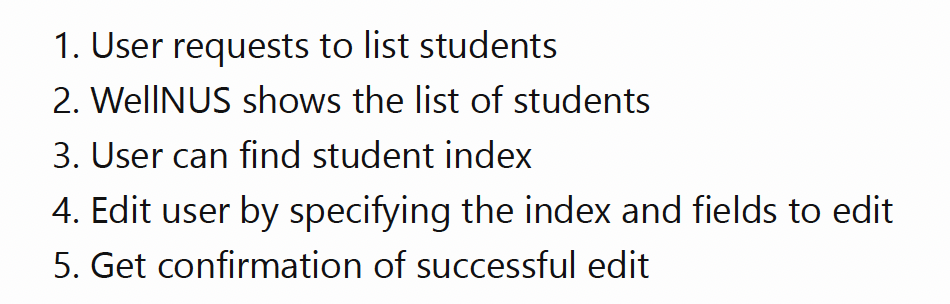 1. User requests to list students
2. WellNUS shows the list of students
3. User can find student index
4. Edit user by specifying the index and fields to edit
5. Get confirmation of successful edit